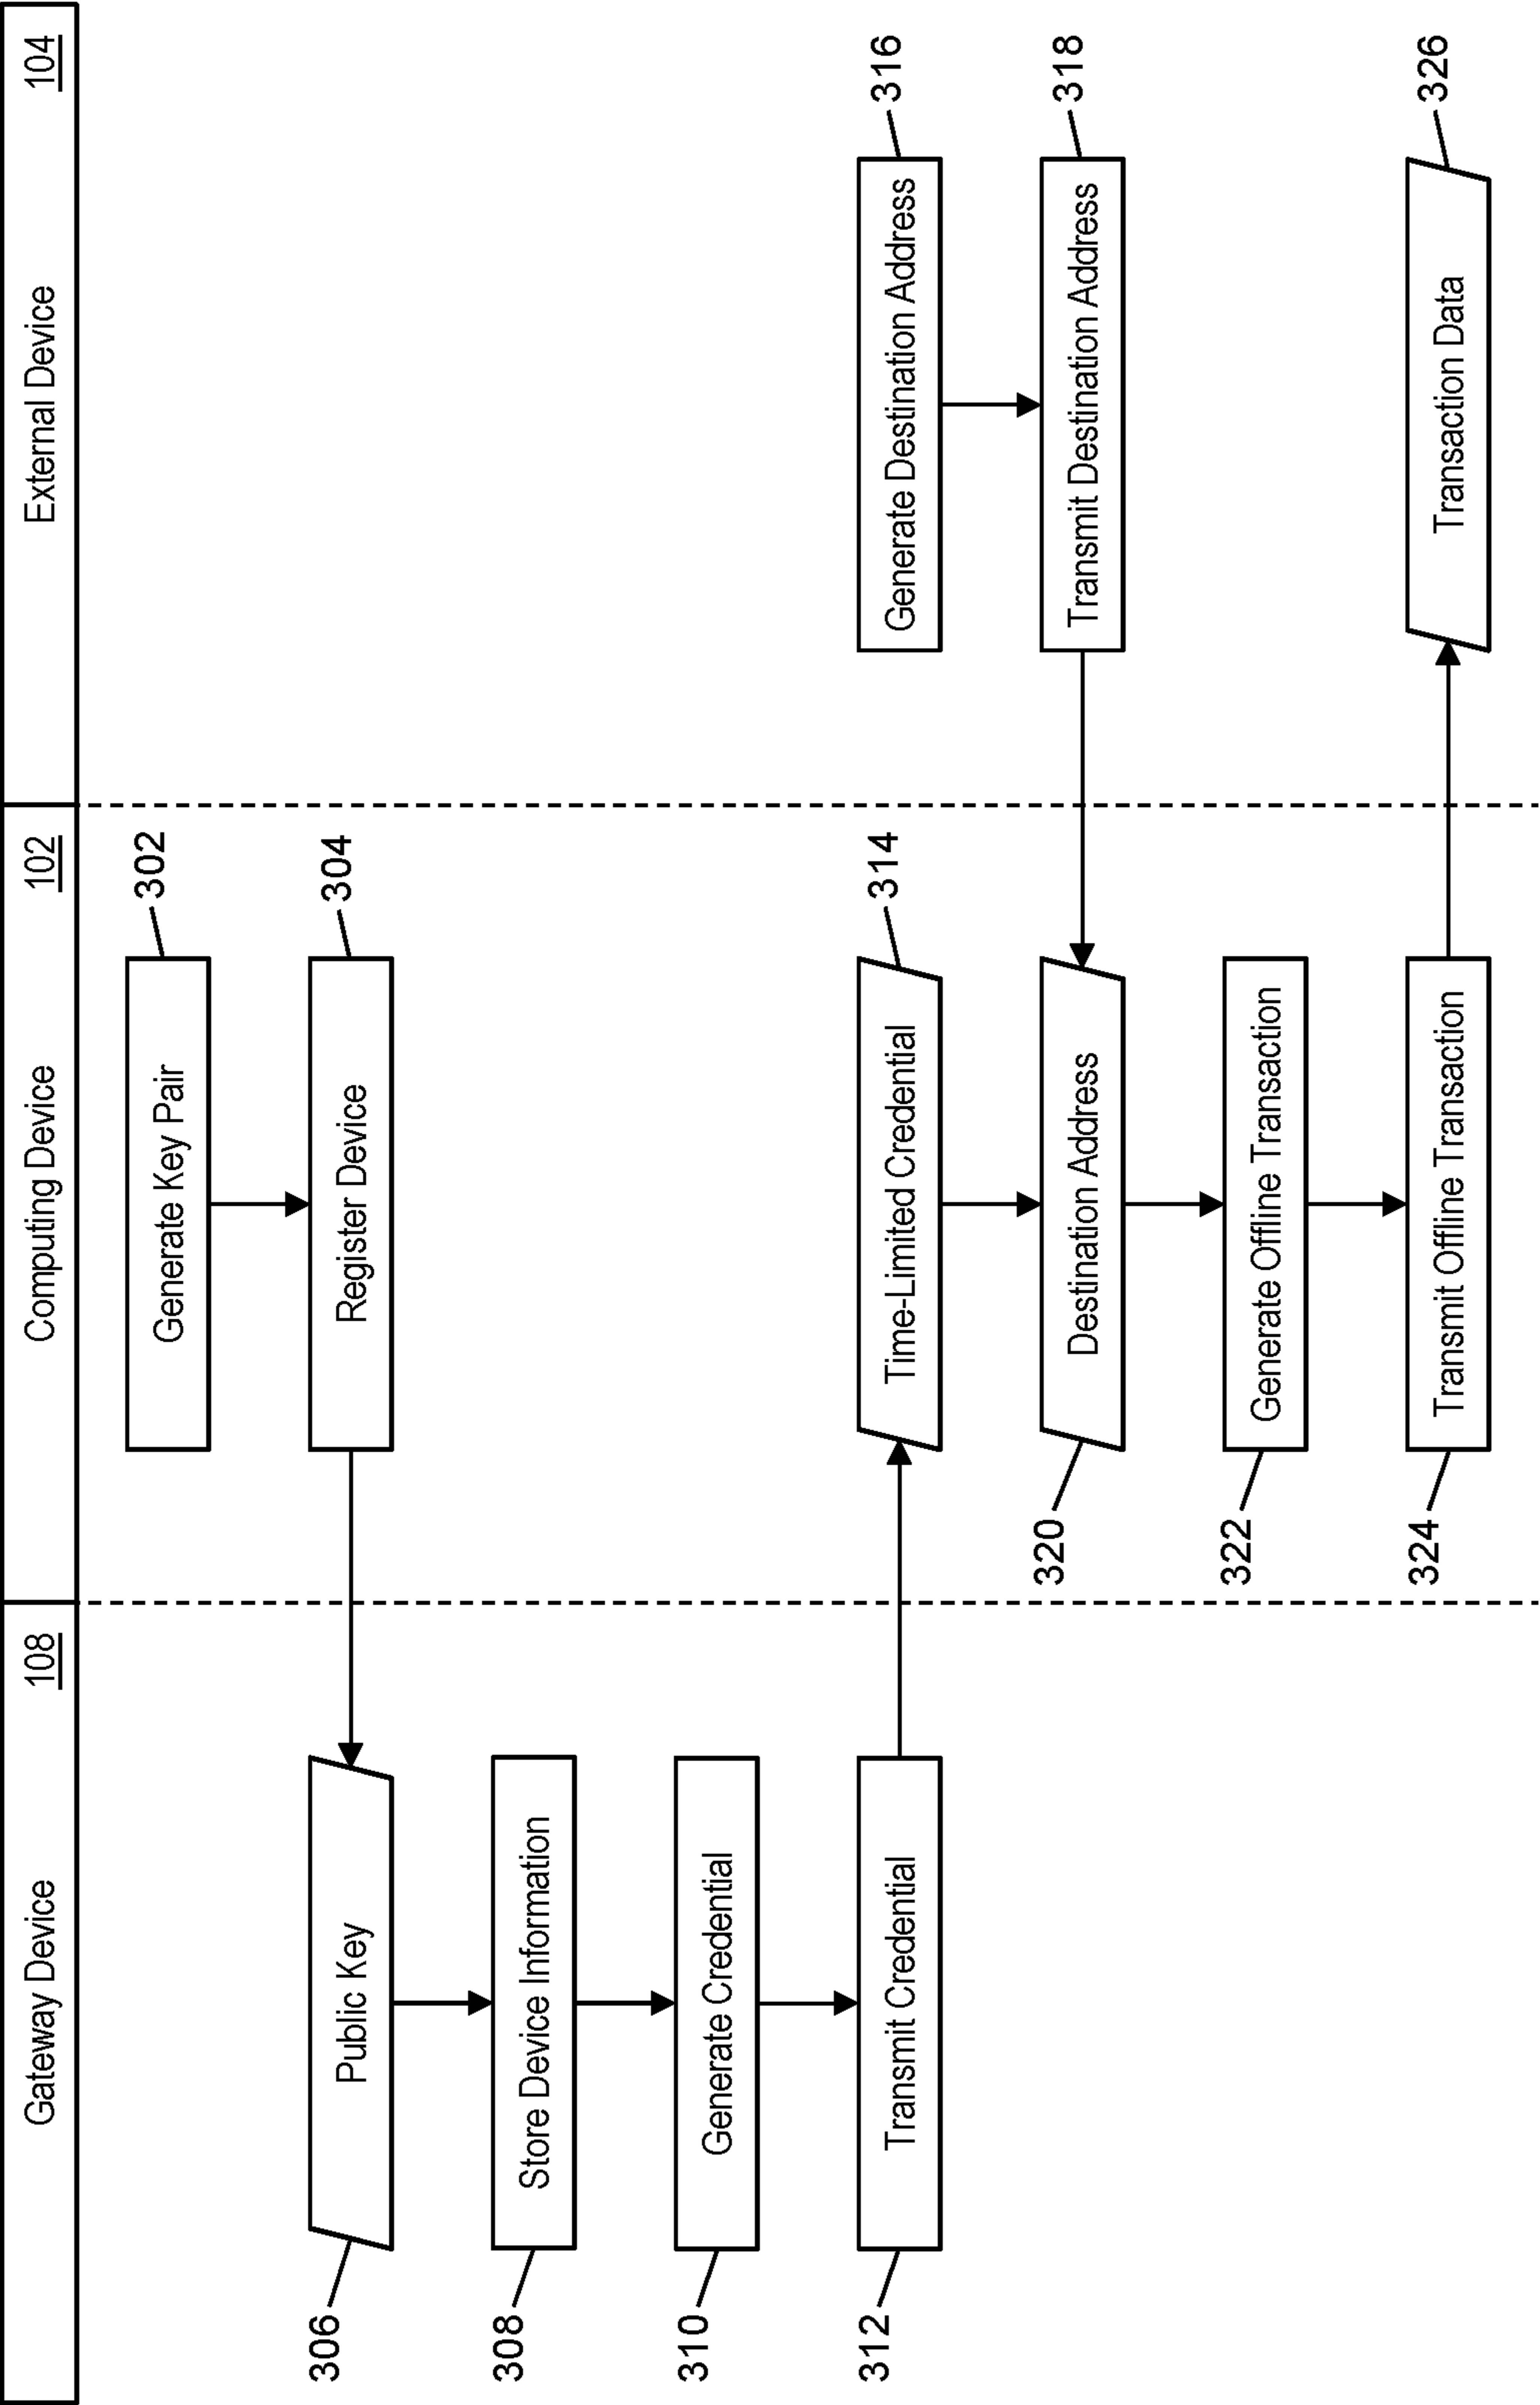 Gateway Device 108
Computing Device 102
External Device 104
Generate Key Pair
302
Register Device
304
306
Public Key
308
Store Device Information
310
Generate Credential
312
Transmit Credential
Time-Limited Credential
314
Generate Destination Address
316
Transmit Destination Address
318
320
Destination Address
322
Generate Offline Transaction
324
Transmit Offline Transaction
Transaction Data
326